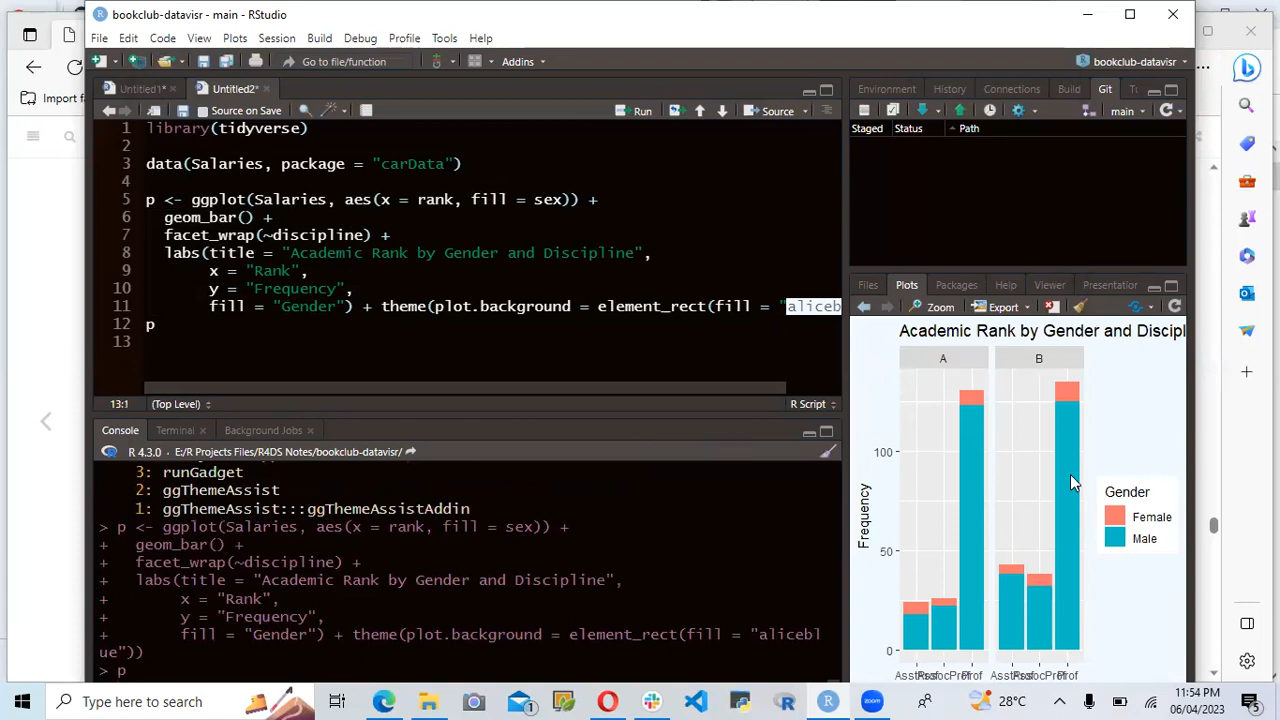 bookclub-datavisr - main - RStudio
File Edit Code View Plots Session Build Debug Profile Tools Help
Go to file/function Addins bookclub-datavisr
Import f
Untitled1* Untitled2*
Source on Save Run Source
1 library(tidyverse)
2
3 data(Salaries, package = "carData")
4
5 p <- ggplot(Salaries, aes(x = rank, fill = sex)) +
6 geom_bar() +
7 facet_wrap(~discipline) +
8 labs(title = "Academic Rank by Gender and Discipline",
9 x = "Rank",
10 y = "Frequency",
11 fill = "Gender") + theme(plot.background = element_rect(fill = "aliceb
12 p
13
13:1 (Top Level) R Script
Console Terminal Background Jobs
R 4.3.0 · E:/R Projects Files/R4DS Notes/bookclub-datavisr/
3: runGadget
2: ggThemeAssist
1: ggThemeAssist:::ggThemeAssistAddin
> p <- ggplot(Salaries, aes(x = rank, fill = sex)) +
+ geom_bar() +
+ facet_wrap(~discipline) +
+ labs(title = "Academic Rank by Gender and Discipline",
+ x = "Rank",
+ y = "Frequency",
+ fill = "Gender") + theme(plot.background = element_rect(fill = "alicebl
ue"))
> p
Environment History Connections Build Git Tu
main
Staged Status Path
Files Plots Packages Help Viewer Presentation
Zoom Export
Academic Rank by Gender and Discipl
A B
Frequency
100
50
0
Prof
Gender
Female
Male
Type here to search
28°C
11:54 PM
06/04/2023
5